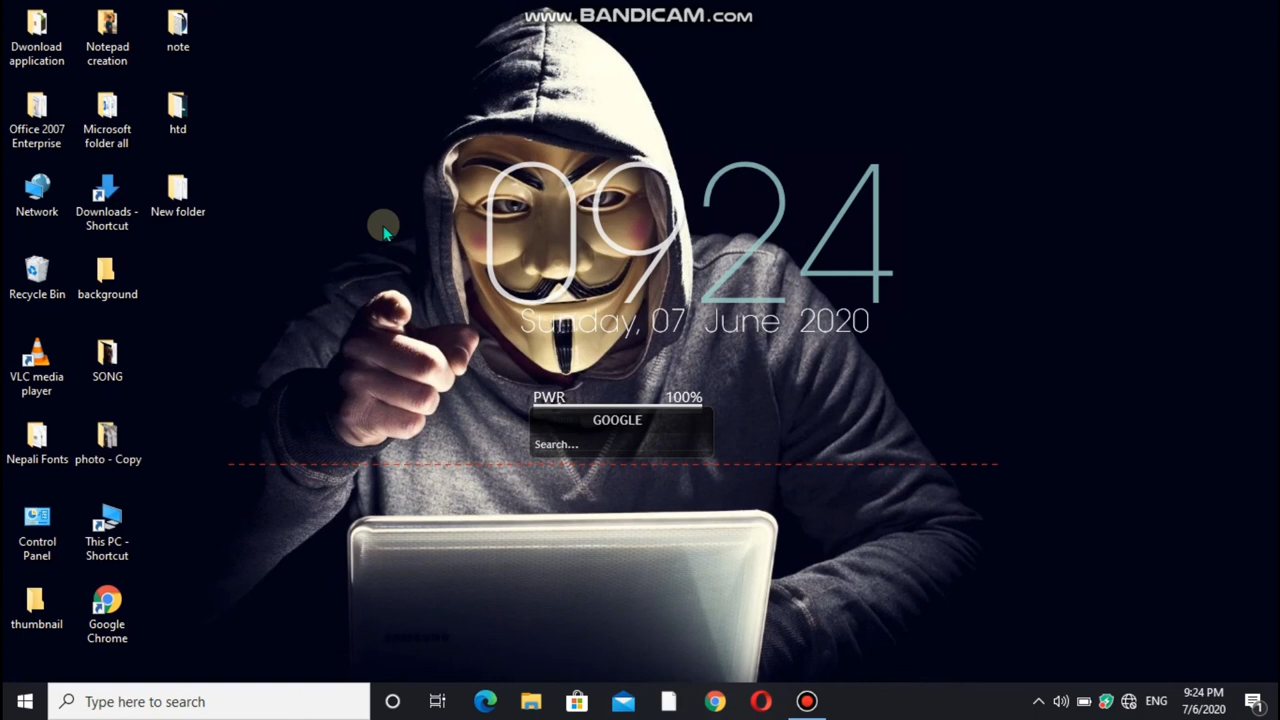 www.BANDICAM.com
Dwonload
application
Notepad
creation
note
Office 2007
Enterprise
Microsoft
folder all
htd
Network
Downloads -
Shortcut
New folder
Recycle Bin
background
VLC media
player
SONG
Nepali Fonts
photo - Copy
Control
Panel
This PC -
Shortcut
thumbnail
Google
Chrome
09 24
Sunday, 07 June 2020
PWR 100%
GOOGLE
Search...
Type here to search
ENG
9:24 PM
7/6/2020
1